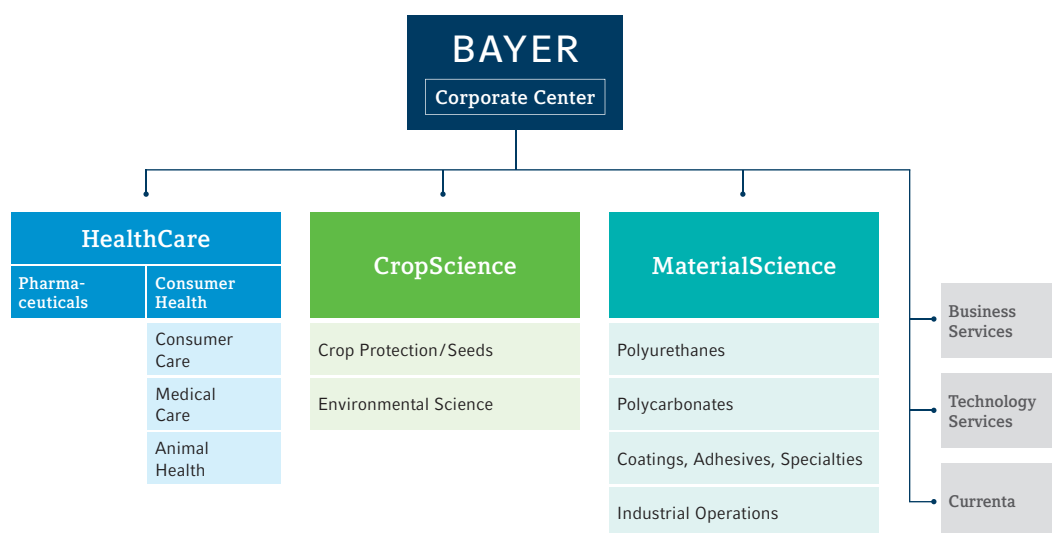 BAYER
Corporate Center
HealthCare
Pharma-
ceuticals
Consumer
Health
Consumer
Care
Medical
Care
Animal
Health
CropScience
Crop Protection/Seeds
Environmental Science
MaterialScience
Polyurethanes
Polycarbonates
Coatings, Adhesives, Specialties
Industrial Operations
Business
Services
Technology
Services
Currenta